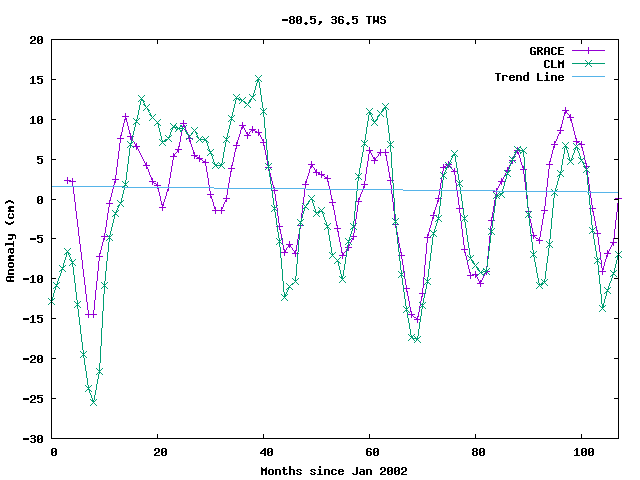 -80.5, 36.5 TWS
GRACE
CLM
Trend Line
20
15
10
5
0
-5
-10
-15
-20
-25
-30
Anomaly (cm)
0 20 40 60 80 100
Months since Jan 2002